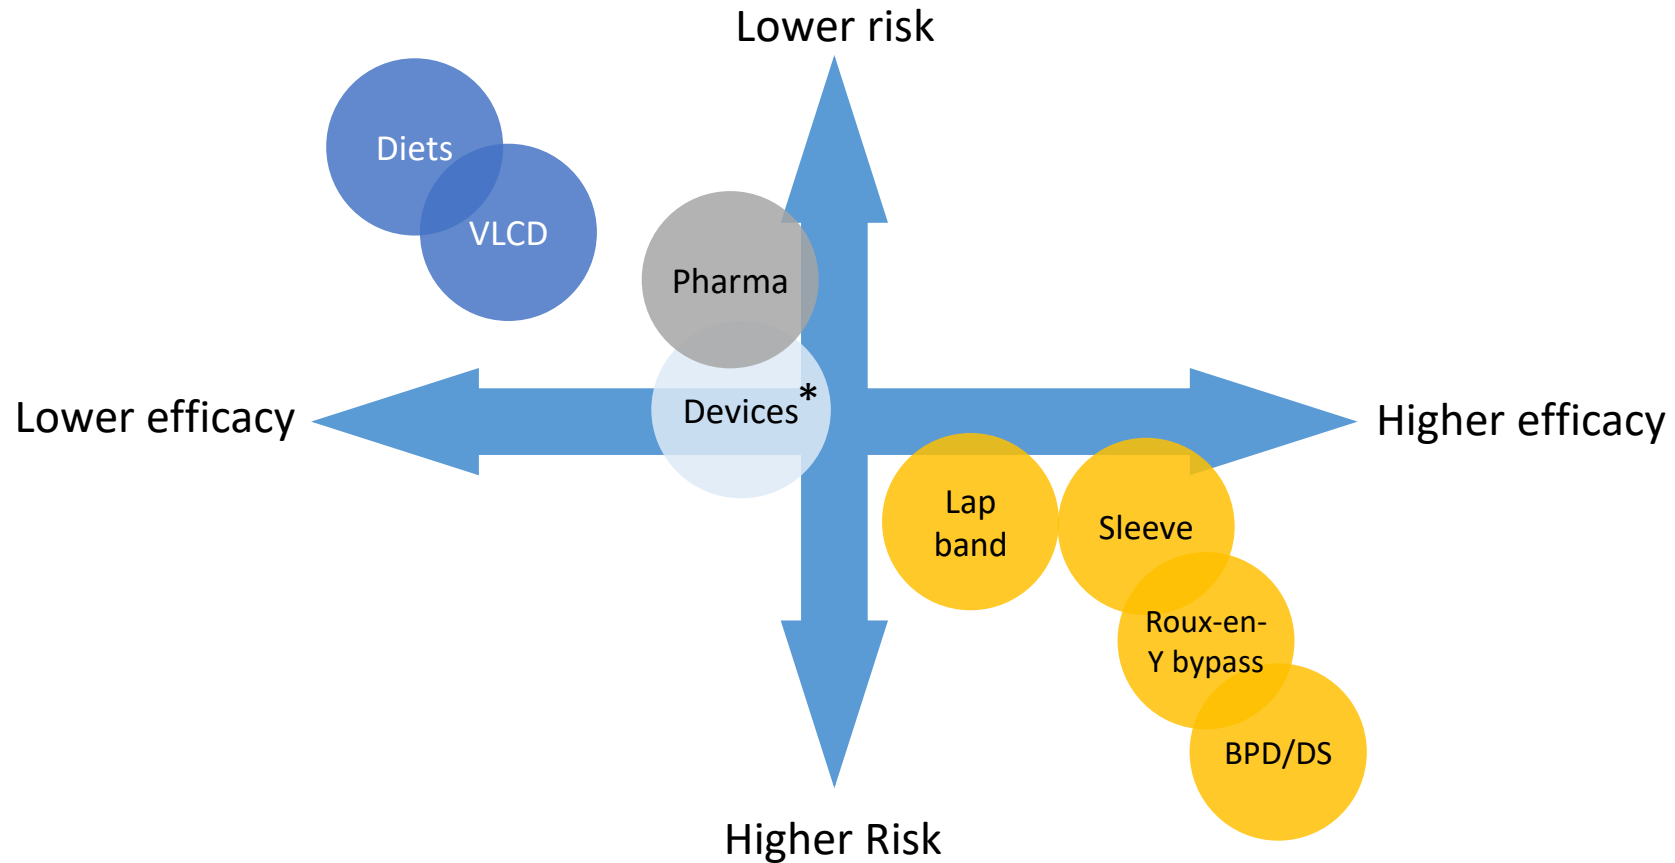 Lower risk
Diets
VLCD
Pharma
Devices*
Lower efficacy
Higher efficacy
Lap
band
Sleeve
Roux-en-
Y bypass
BPD/DS
Higher Risk